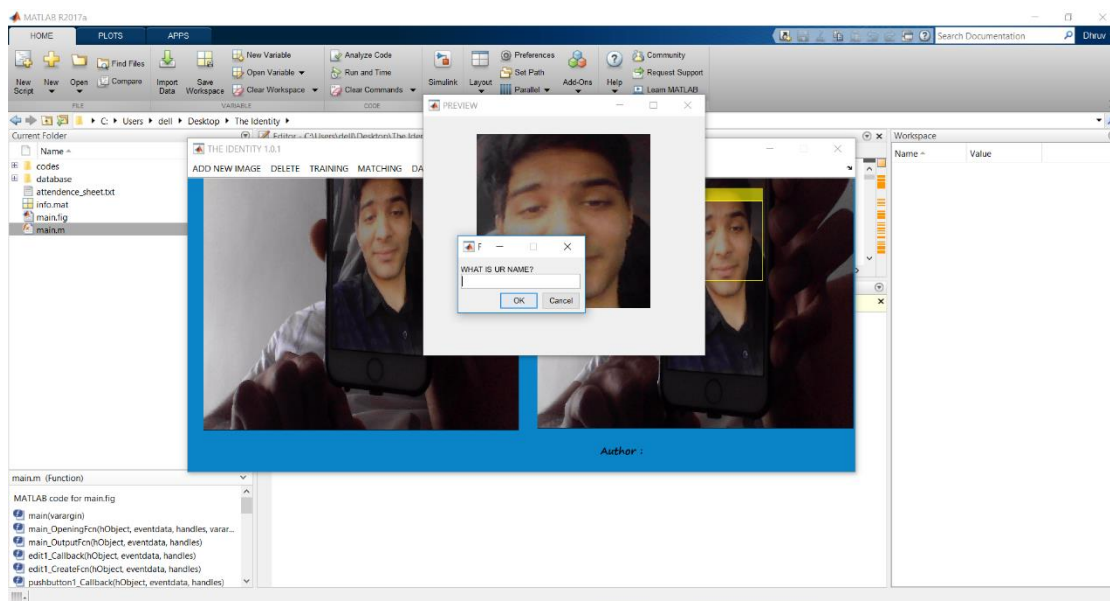 MATLAB R2017a
HOME PLOTS APPS Search Documentation Dhruv
New Script New Open Find Files Compare Import Data Save Workspace New Variable Open Variable Clear Workspace Analyze Code Run and Time Clear Commands Simulink Layout Preferences Set Path Parallel Add-Ons Help Community Request Support Learn MATLAB
FILE VARIABLE CODE
PREVIEW
C: Users dell Desktop The Identity
Current Folder
Name
codes
database
attendence_sheet.txt
info.mat
main.fig
main.m
THE IDENTITY 1.0.1
ADD NEW IMAGE DELETE TRAINING MATCHING DA
F
WHAT IS UR NAME?
OK Cancel
Author :
Workspace
Name Value
main.m (Function)
MATLAB code for main.fig
main(varargin)
main_OpeningFcn(hObject, eventdata, handles, varar...
main_OutputFcn(hObject, eventdata, handles)
edit1_Callback(hObject, eventdata, handles)
edit1_CreateFcn(hObject, eventdata, handles)
pushbutton1_Callback(hObject, eventdata, handles)